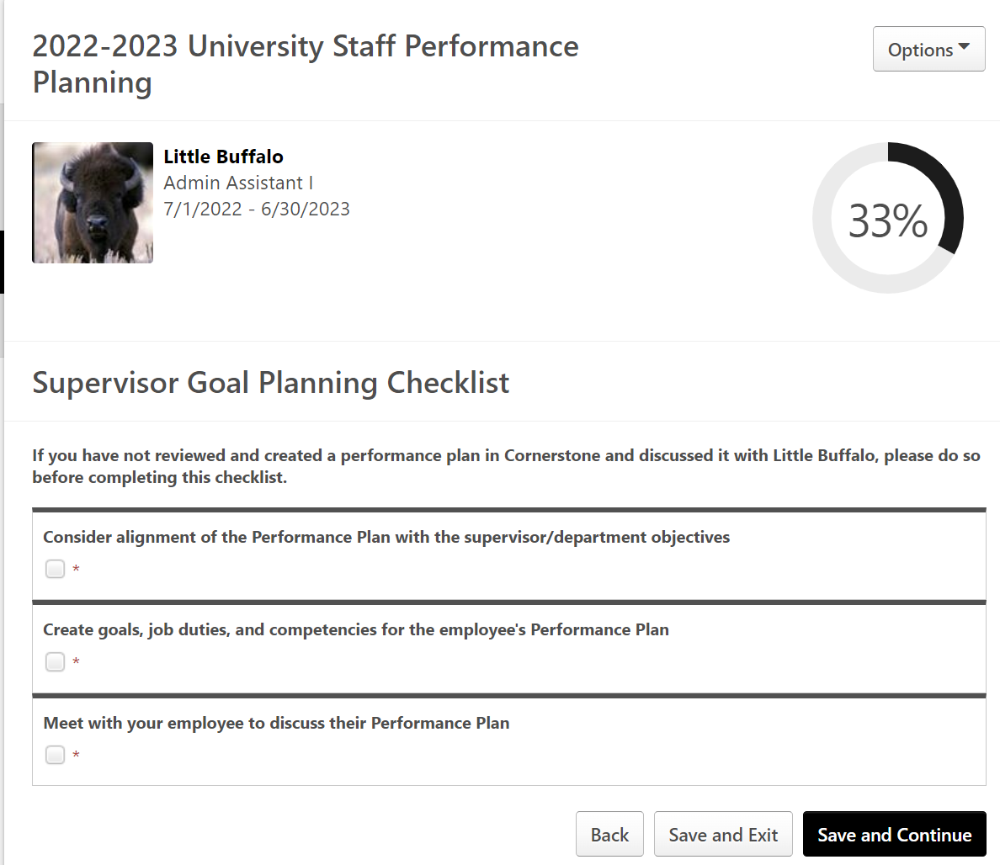 2022-2023 University Staff Performance
Planning
Options
Little Buffalo
Admin Assistant I
7/1/2022 - 6/30/2023
33%
Supervisor Goal Planning Checklist
If you have not reviewed and created a performance plan in Cornerstone and discussed it with Little Buffalo, please do so
before completing this checklist.
Consider alignment of the Performance Plan with the supervisor/department objectives
*
Create goals, job duties, and competencies for the employee's Performance Plan
*
Meet with your employee to discuss their Performance Plan
*
Back
Save and Exit
Save and Continue